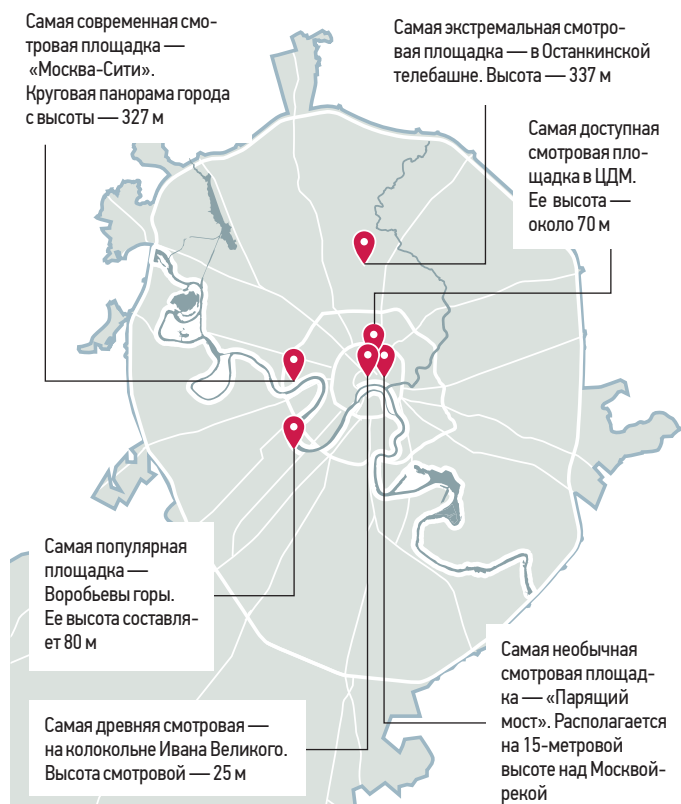 Самая современная смо-
тровая площадка —
«Москва-Сити».
Круговая панорама города
с высоты — 327 м
Самая экстремальная смотро-
вая площадка — в Останкинской
телебашне. Высота — 337 м
Самая доступная
смотровая пло-
щадка в ЦДМ.
Ее высота —
около 70 м
Самая популярная
площадка —
Воробьевы горы.
Ее высота составля-
ет 80 м
Самая древняя смотровая —
на колокольне Ивана Великого.
Высота смотровой — 25 м
Самая необычная
смотровая площад-
ка — «Парящий
мост». Располагается
на 15-метровой
высоте над Москвой-
рекой